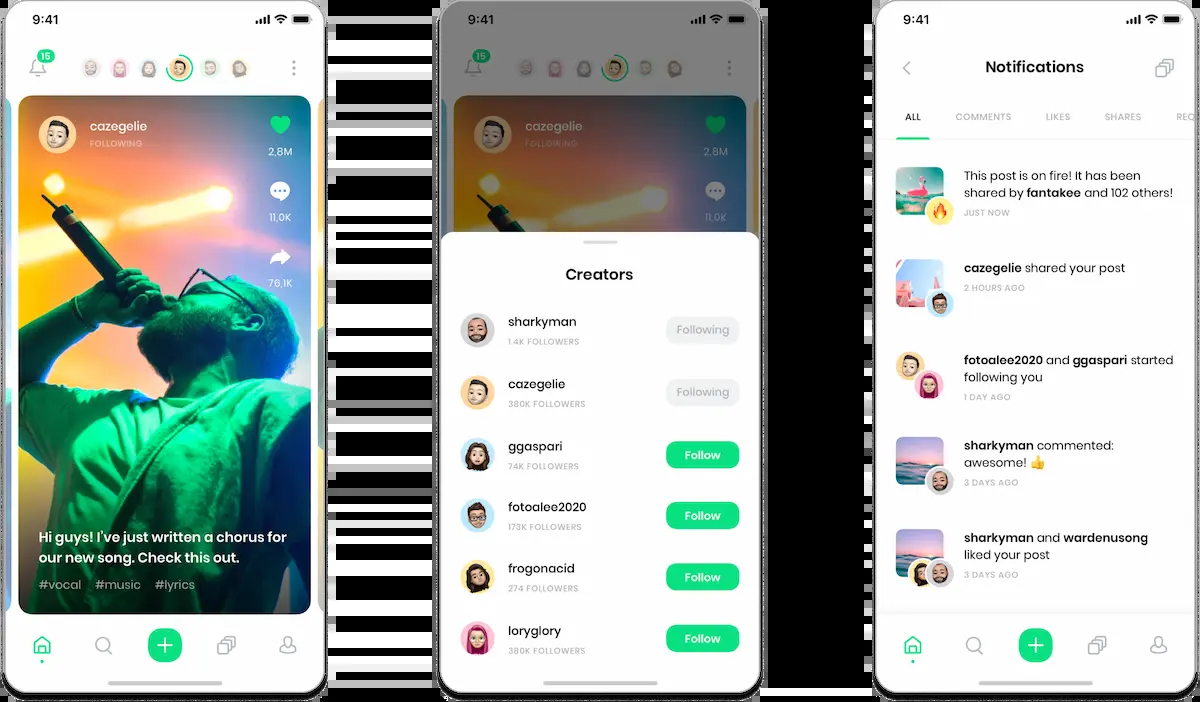 9:41
15
cazegelie
FOLLOWING
2,8M
11,0K
76,1K
Hi guys! I've just written a chorus for
our new song. Check this out.
#vocal #music #lyrics
9:41
15
cazegelie
FOLLOWING
2,8M
11,0K
Creators
sharkyman
1.4K FOLLOWERS
Following
cazegelie
380K FOLLOWERS
Following
ggaspari
74K FOLLOWERS
Follow
fotoalee2020
173K FOLLOWERS
Follow
frogonacid
274 FOLLOWERS
Follow
loryglory
380K FOLLOWERS
Follow
9:41
Notifications
ALL COMMENTS LIKES SHARES REQ
This post is on fire! It has been
shared by fantakee and 102 others!
JUST NOW
cazegelie shared your post
2 HOURS AGO
fotoalee2020 and ggaspari started
following you
1 DAY AGO
sharkyman commented:
awesome! 👍
3 DAYS AGO
sharkyman and wardenusong
liked your post
3 DAYS AGO